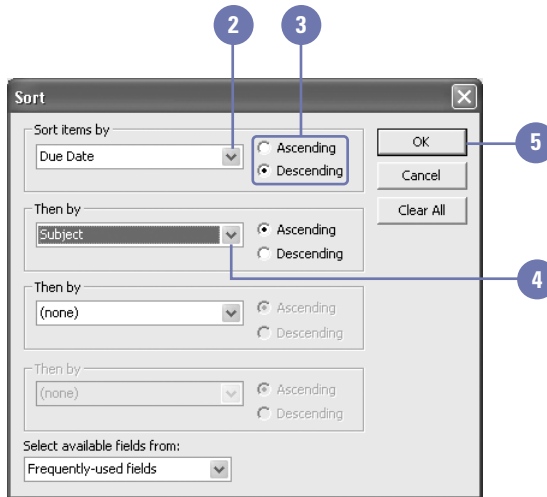 2
3
Sort
Sort items by
Due Date
Ascending
Descending
OK
5
Cancel
Clear All
Then by
Subject
Ascending
Descending
4
Then by
(none)
Ascending
Descending
Then by
(none)
Ascending
Descending
Select available fields from:
Frequently-used fields